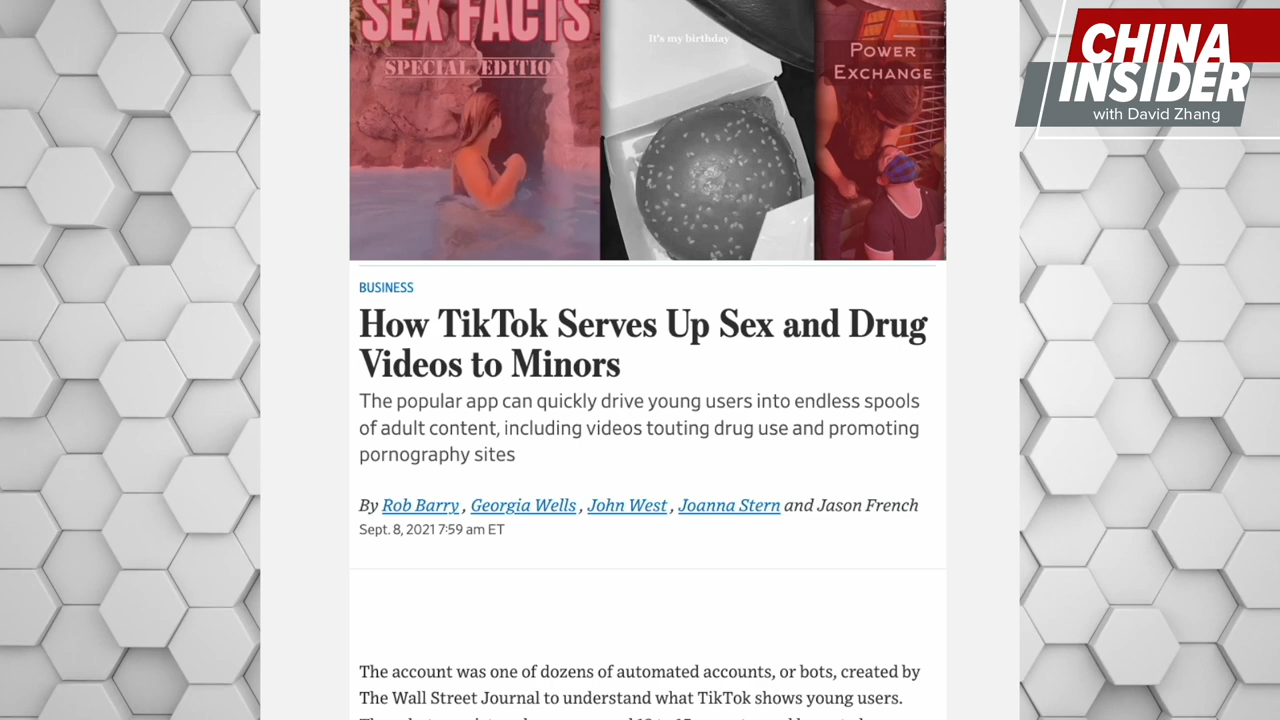 SEX FACTS
SPECIAL EDITION
It's my birthday
POWER
EXCHANGE
CHINA
INSIDER
with David Zhang
BUSINESS
How TikTok Serves Up Sex and Drug
Videos to Minors
The popular app can quickly drive young users into endless spools
of adult content, including videos touting drug use and promoting
pornography sites
By Rob Barry, Georgia Wells, John West, Joanna Stern and Jason French
Sept. 8, 2021 7:59 am ET
The account was one of dozens of automated accounts, or bots, created by
The Wall Street Journal to understand what TikTok shows young users.